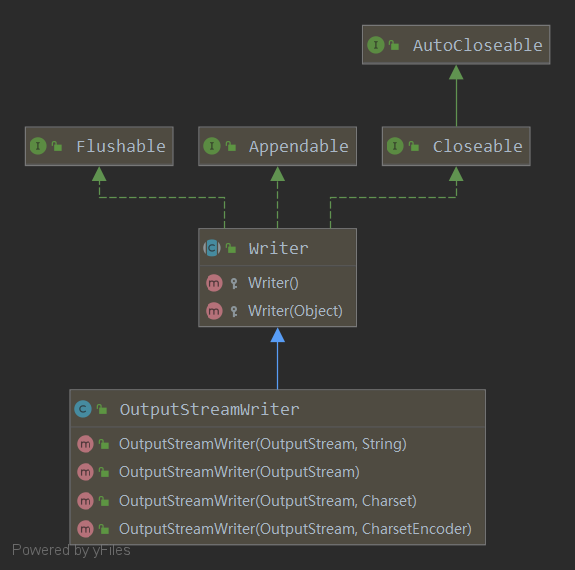 AutoCloseable
Flushable
Appendable
Closeable
Writer
Writer()
Writer(Object)
OutputStreamWriter
OutputStreamWriter(OutputStream, String)
OutputStreamWriter(OutputStream)
OutputStreamWriter(OutputStream, Charset)
OutputStreamWriter(OutputStream, CharsetEncoder)
Powered by yFiles